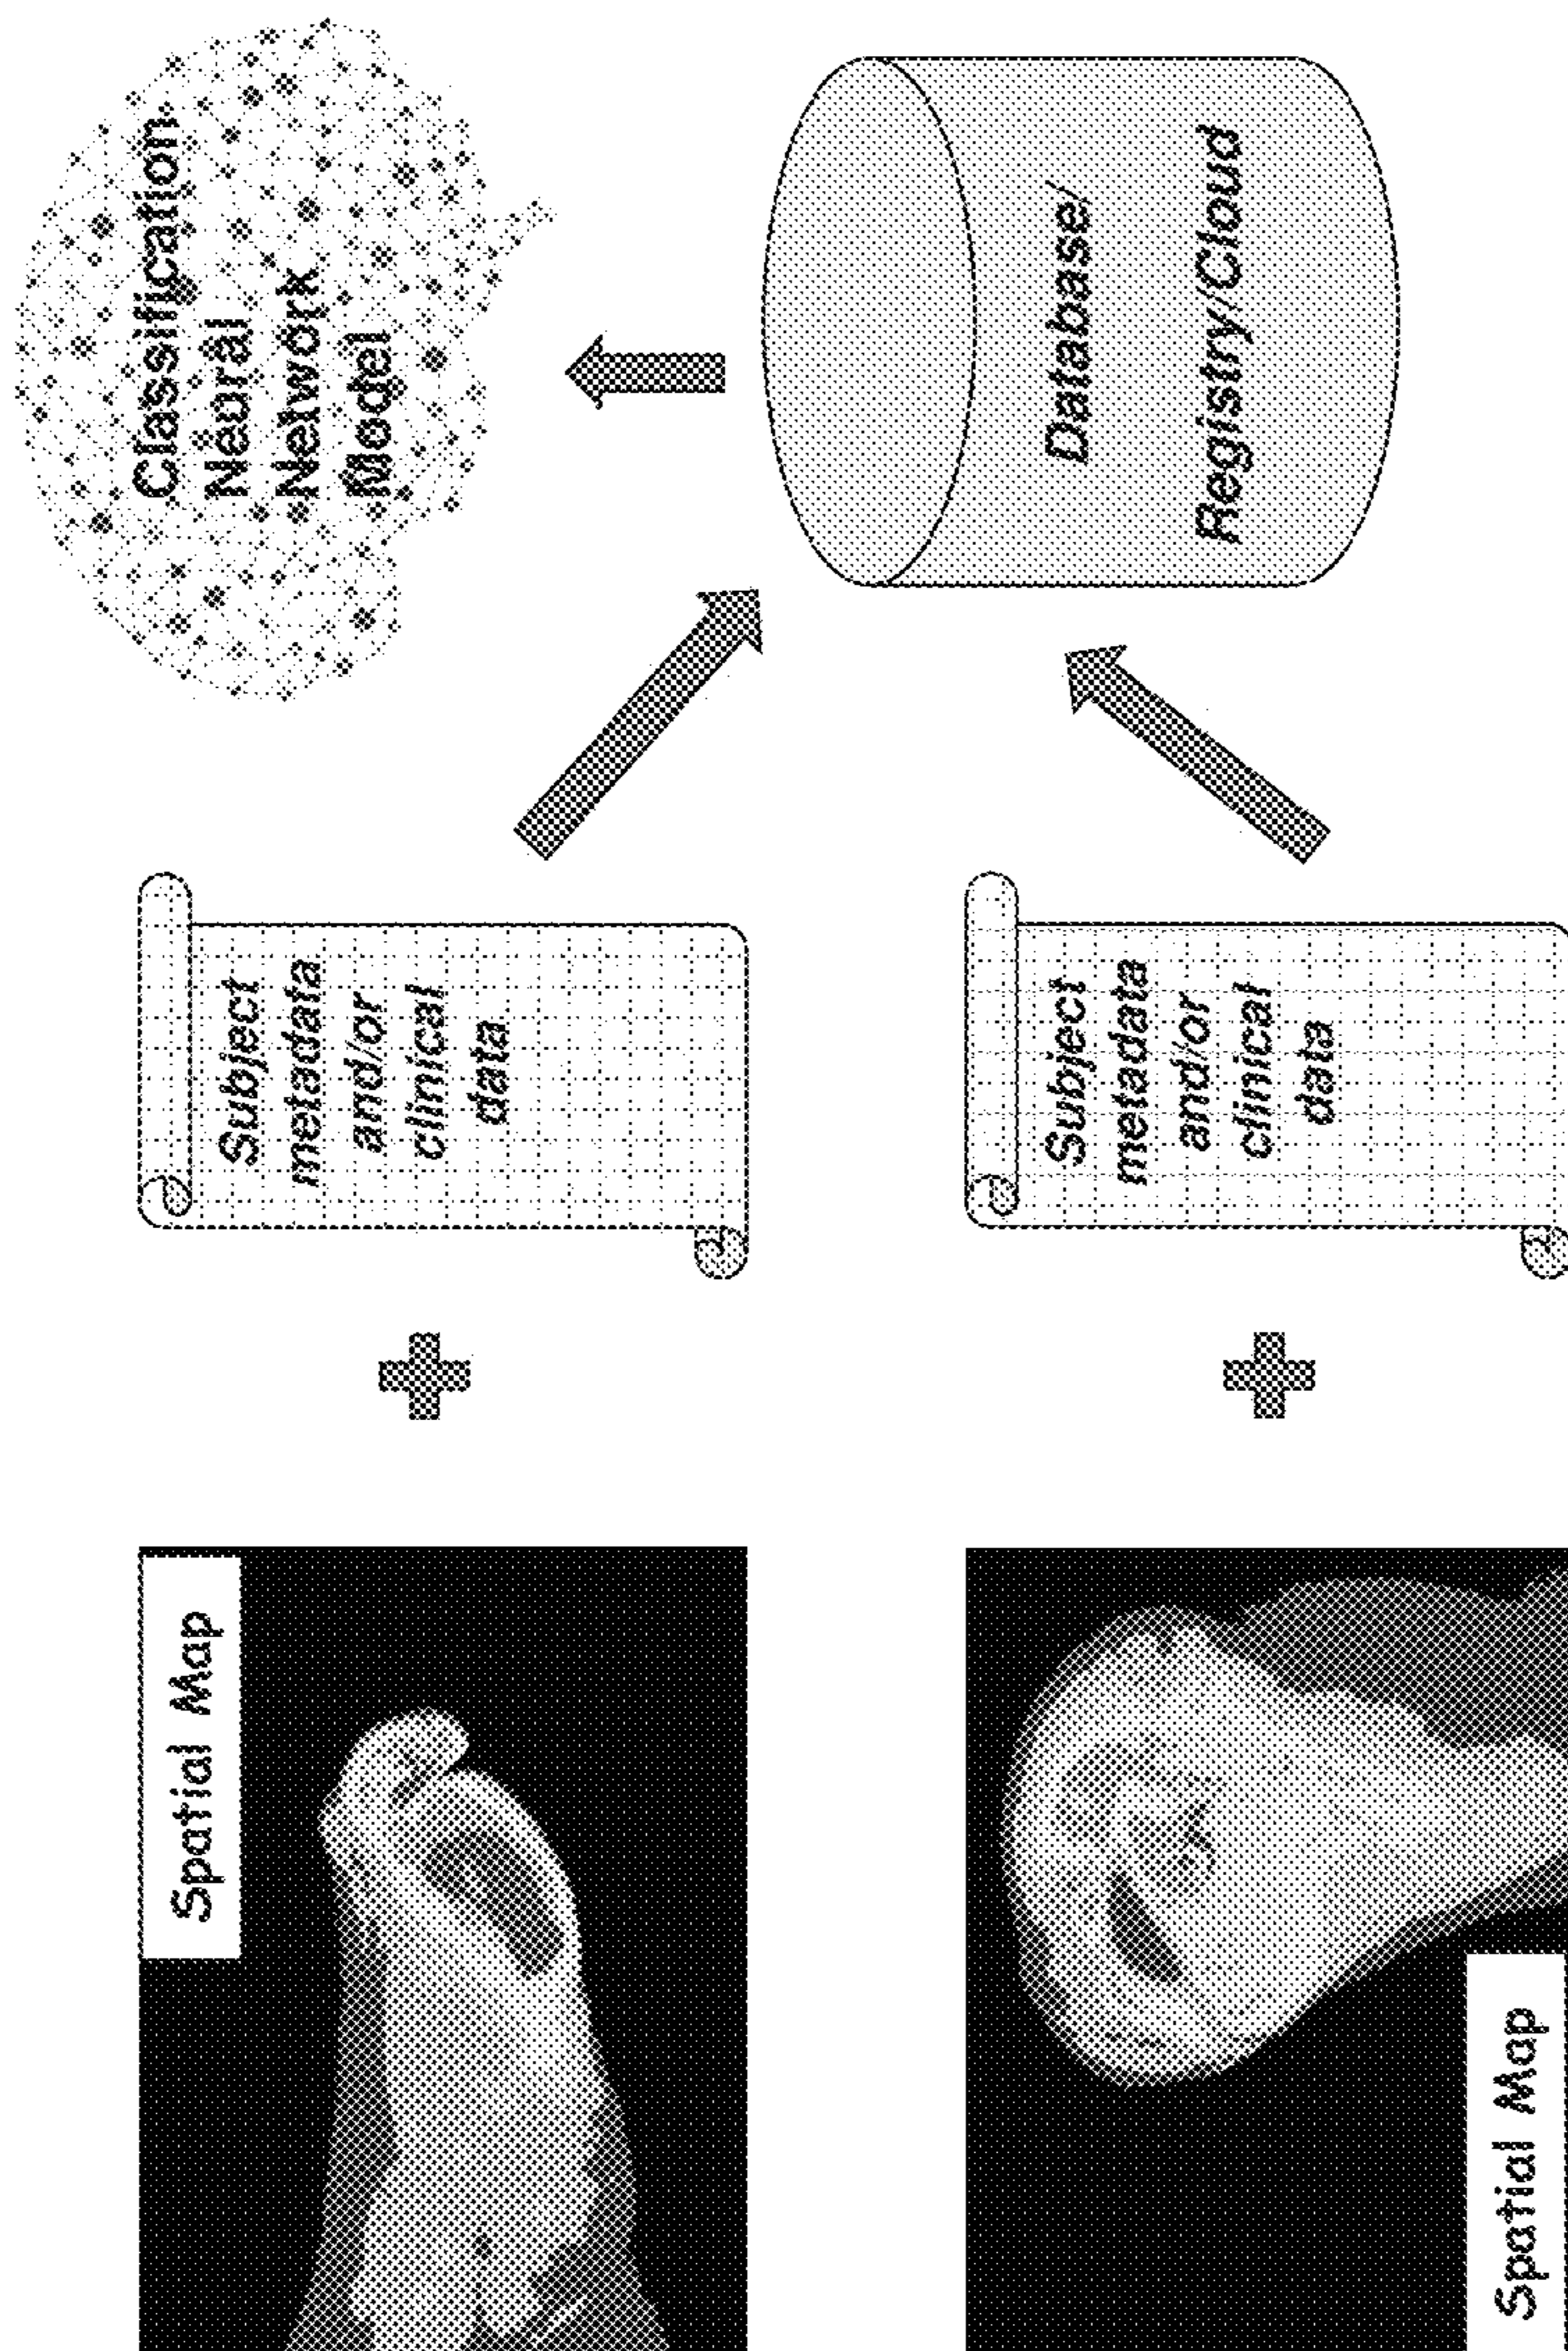 Spatial Map
Subject
metadata
and/or
clinical
data
Classification
Neural
Network
Model
Spatial Map
Subject
metadata
and/or
clinical
data
Database/
Registry/Cloud